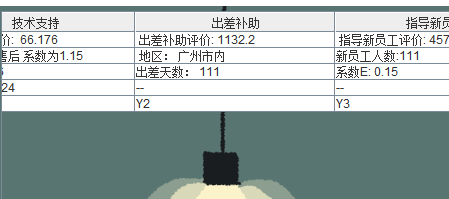 技术支持 出差补助 指导新员
价: 66.176 出差补助评价: 1132.2 指导新员工评价: 457
售后 系数为1.15 地区: 广州市内 新员工人数:111
出差天数: 111 系数E: 0.15
24 -- --
Y2 Y3